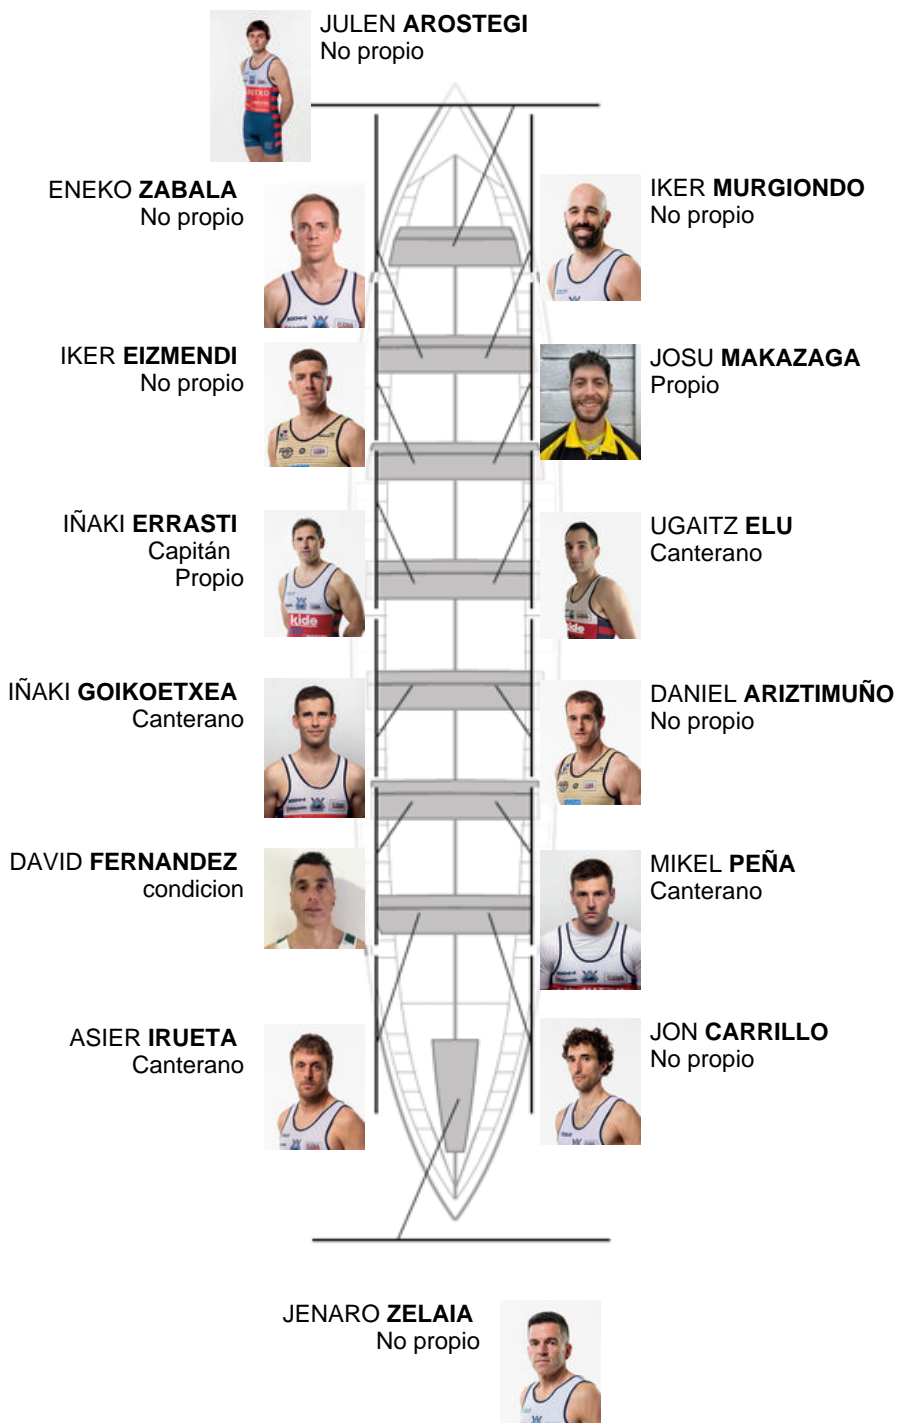 JULEN AROSTEGI
No propio
ENEKO ZABALA
No propio
IKER MURGIONDO
No propio
IKER EIZMENDI
No propio
JOSU MAKAZAGA
Propio
IÑAKI ERRASTI
Capitán
Propio
UGAITZ ELU
Canterano
kide
kide
IÑAKI GOIKOETXEA
Canterano
DANIEL ARIZTIMUÑO
No propio
DAVID FERNANDEZ
condicion
MIKEL PEÑA
Canterano
ASIER IRUETA
Canterano
JON CARRILLO
No propio
JENARO ZELAIA
No propio